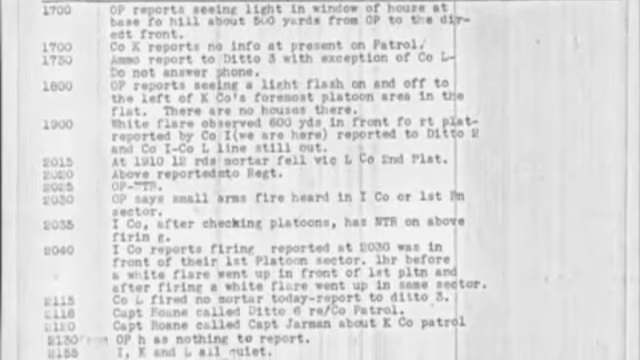 1700 OP reports seeing light in window of house at
base fo hill about 500 yards from OP to the dir-
edt front.
1700 Co K reports no info at present on Patrol/
1730 Ammo report to Ditto 3 with exception of Co L-
Do not answer phone.
1800 OP reports seeing a light flash on and off to
the left of K Co's foremost platoon area in the
flat. There are no houses there.
1900 White flare observed 600 yds in front fo rt plat-
reported by Co I(we are here) reported to Ditto 2
and Co I-Co L line still out.
2015 At 1910 12 rds mortar fell vic L Co 2nd Plat.
2020 Above reportedto Regt.
2025 OP-NTR.
2030 OP says small arms fire heard in I Co or 1st Bn
sector.
2035 I Co, after checking platoons, has NTR on above
firin g.
2040 I Co reports firing reported at 2030 was in
front of their 1st Platoon sector. 1hr before
a white flare went up in front of 1st pltn and
after firing a white flare went up in same sector.
2115 Co L fired no mortar today-report to ditto 3.
2118 Capt Roane called Ditto 6 re/Co Patrol.
2120 Capt Roane called Capt Jarman about K Co patrol
2130 OP h as nothing to report.
2155 I, K and L all quiet.